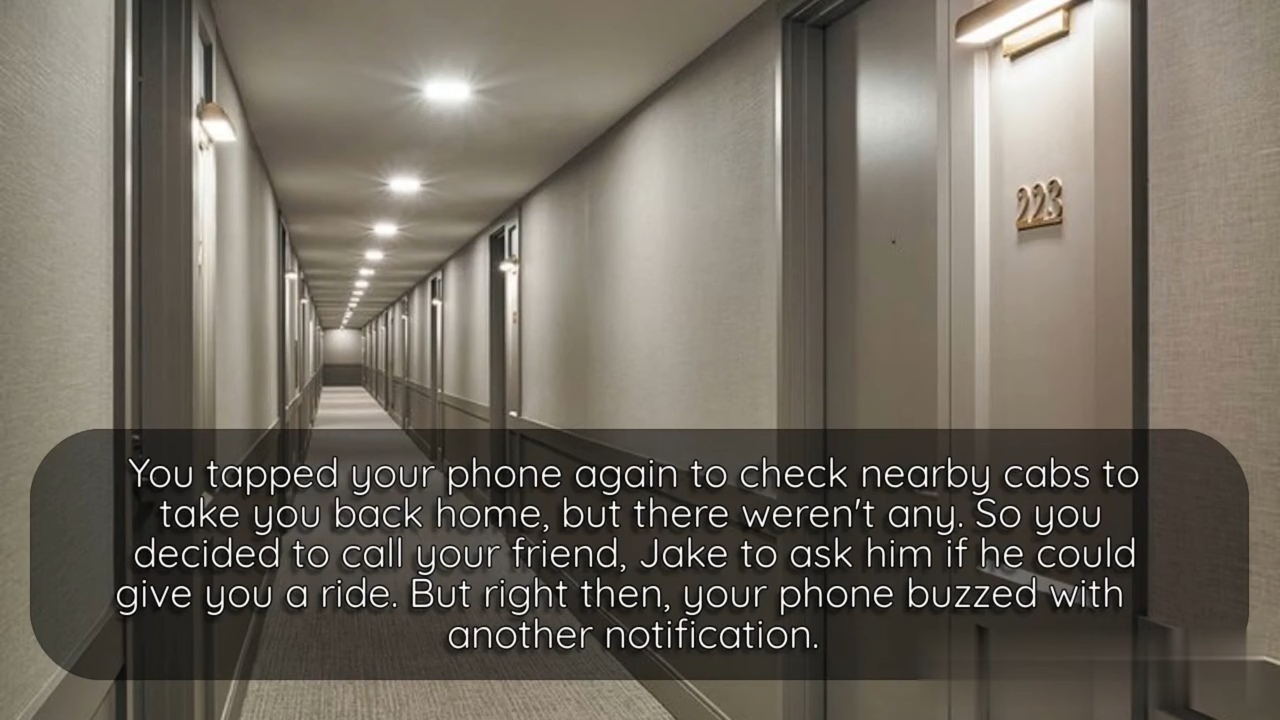 223
You tapped your phone again to check nearby cabs to
take you back home, but there weren't any. So you
decided to call your friend, Jake to ask him if he could
give you a ride. But right then, your phone buzzed with
another notification.